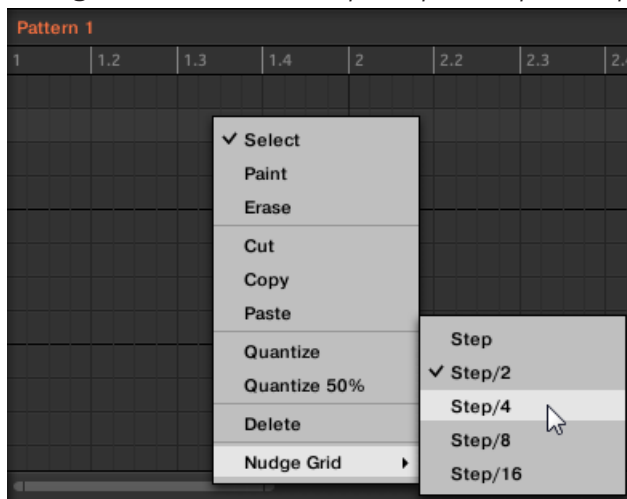 Pattern 1
1 1.2 1.3 1.4 2 2.2 2.3
Select
Paint
Erase
Cut
Copy
Paste
Quantize
Quantize 50%
Delete
Nudge Grid
Step
Step/2
Step/4
Step/8
Step/16